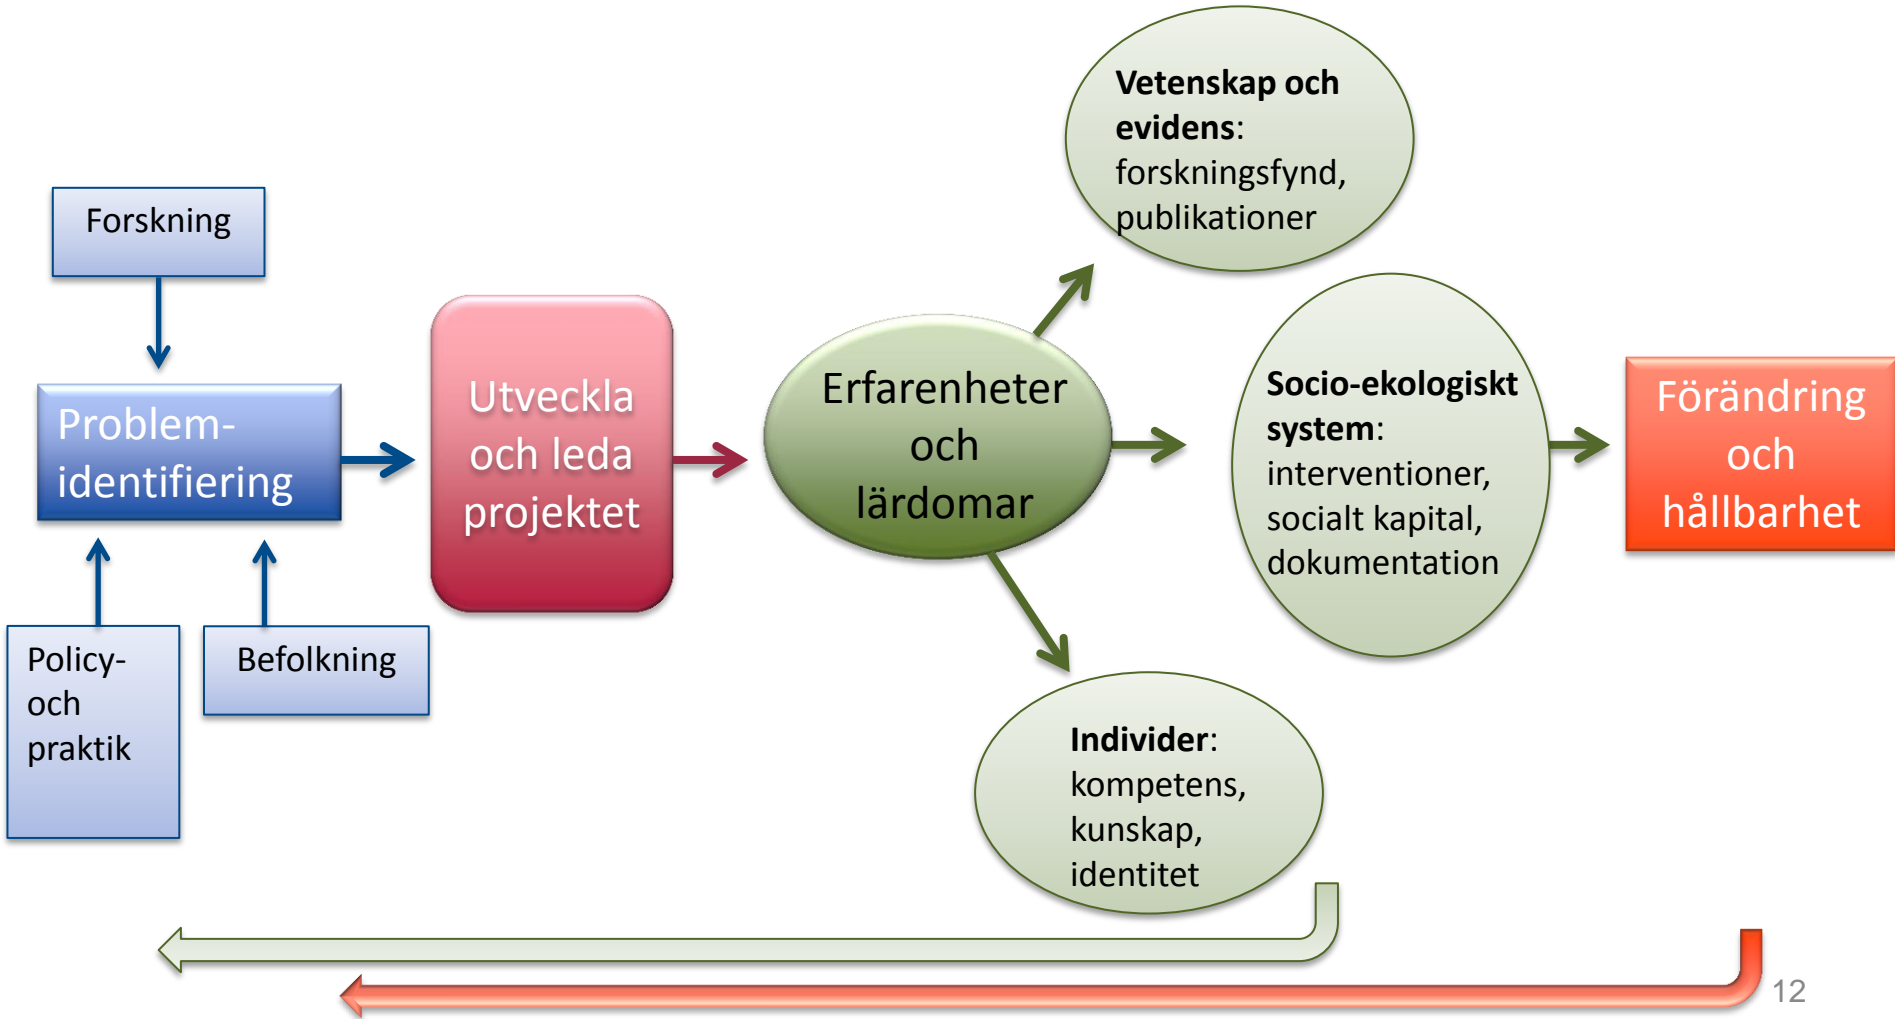 Forskning
Problem-
identifiering
Policy-
och
praktik
Befolkning
Utveckla
och leda
projektet
Erfarenheter
och
lärdomar
Vetenskap och
evidens:
forskningsfynd,
publikationer
Socio-ekologiskt
system:
interventioner,
socialt kapital,
dokumentation
Individer:
kompetens,
kunskap,
identitet
Förändring
och
hållbarhet
12